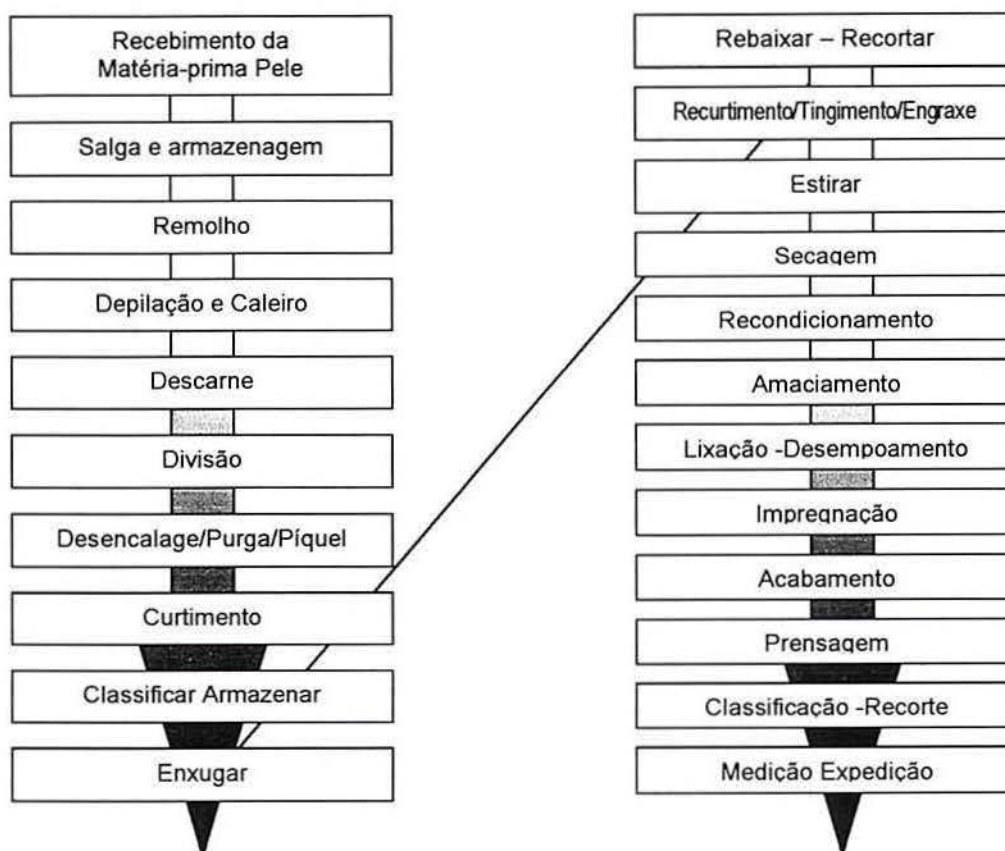 Recebimento da
Matéria-prima Pele
Salga e armazenagem
Remolho
Depilação e Caleiro
Descarne
Divisão
Desencalage/Purga/Píquel
Curtimento
Classificar Armazenar
Enxugar
Rebaixar – Recortar
Recurtimento/Tingimento/Engraxe
Estirar
Secagem
Recondicionamento
Amaciamento
Lixação -Desempoamento
Impregnação
Acabamento
Prensagem
Classificação -Recorte
Medição Expedição